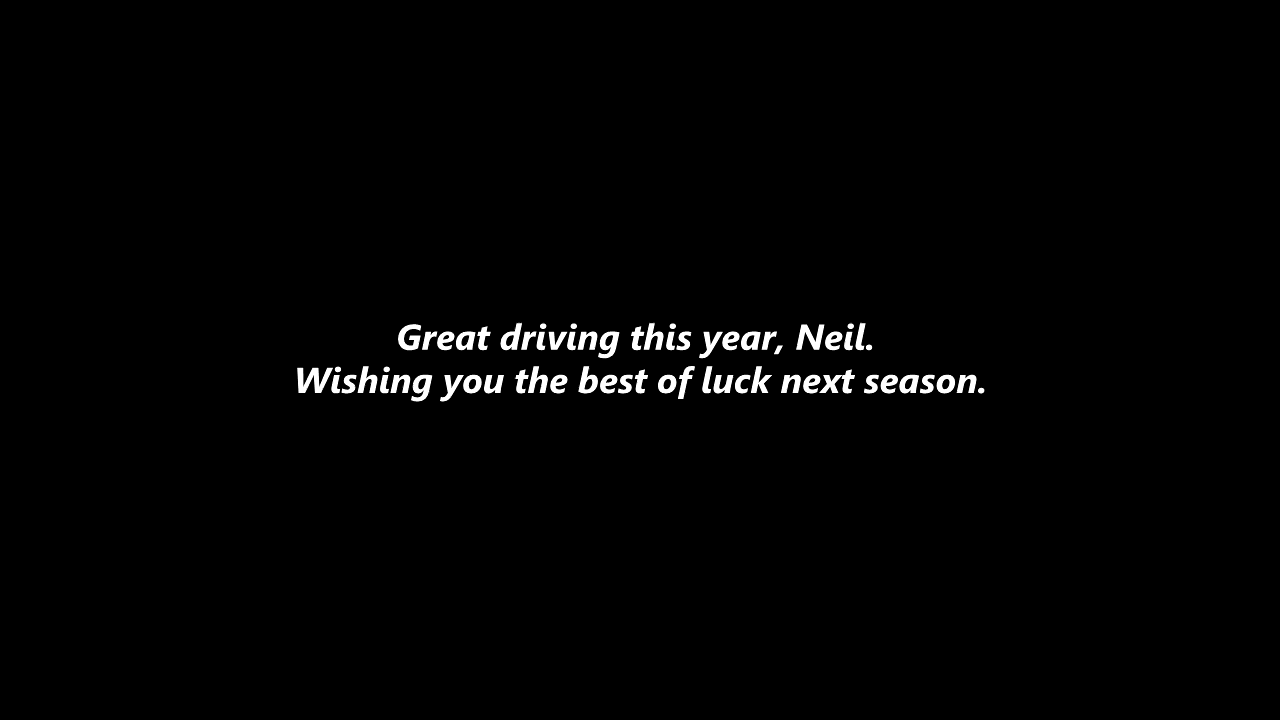 Great driving this year, Neil.
Wishing you the best of luck next season.